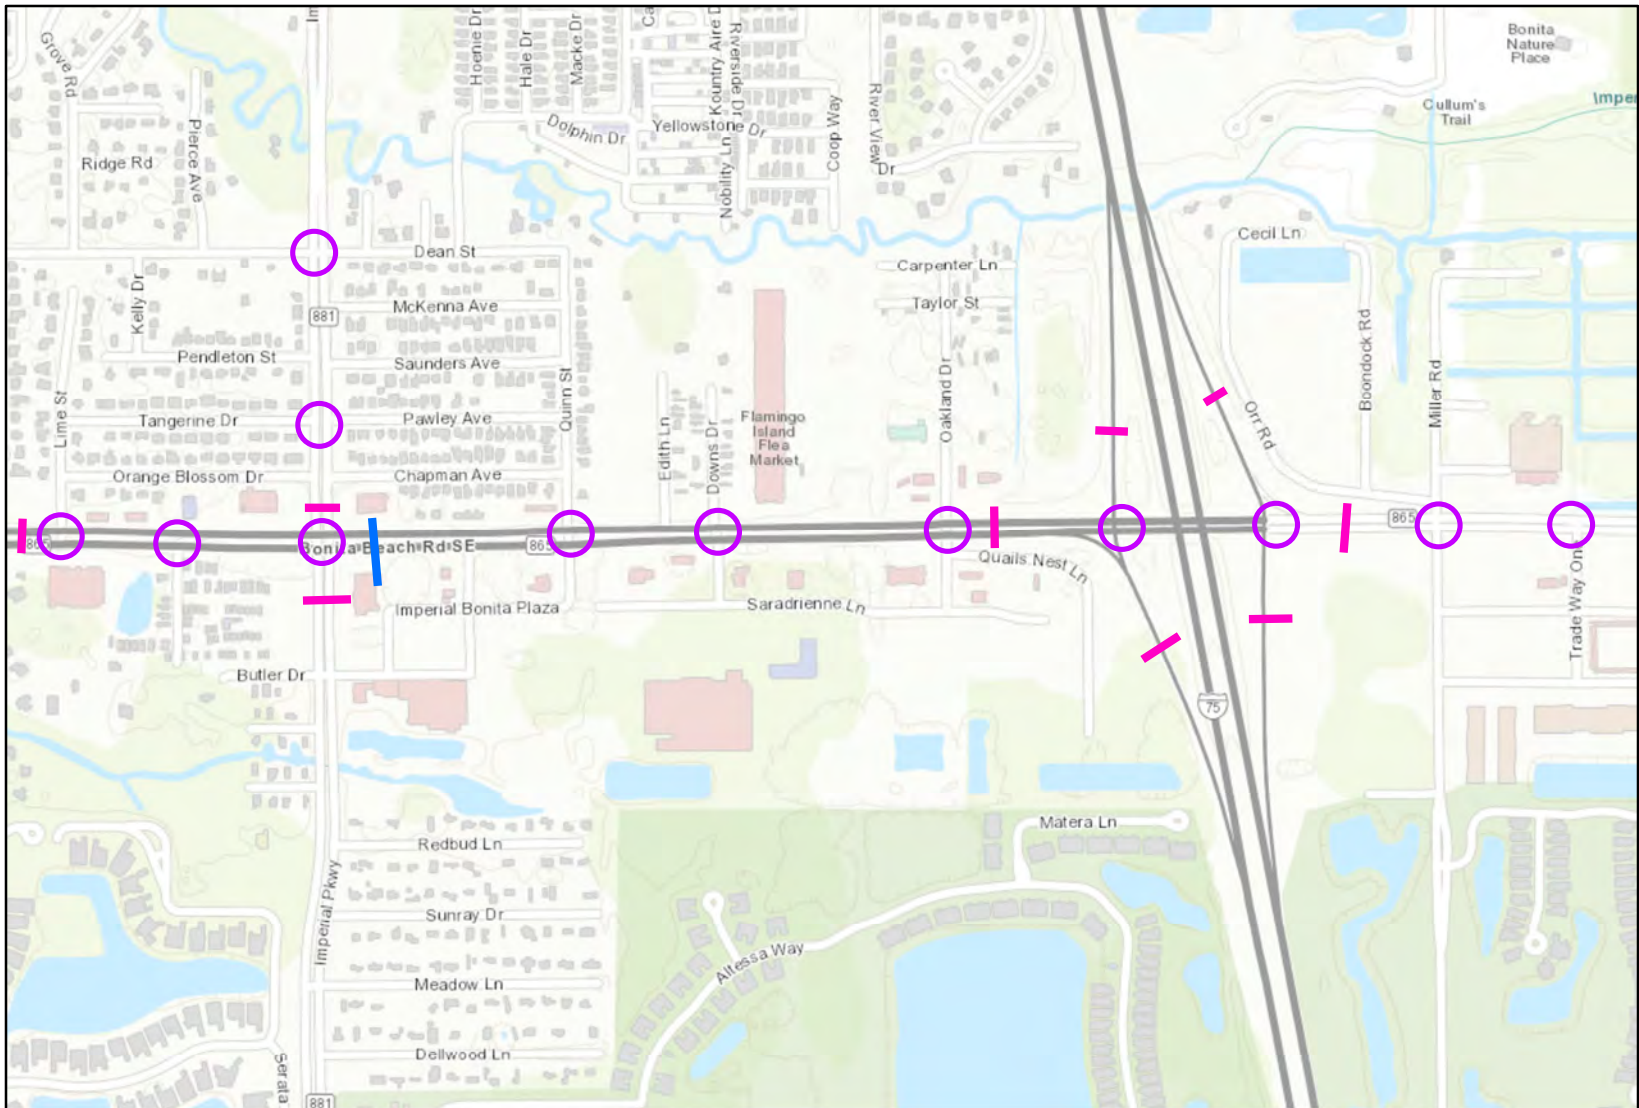 Grove Rd
Hoenie Dr
Hale Dr
Macke Dr
Kountry Aire D
Riverside Dr
Bonita
Nature
Place
Imper
Cullum's
Trail
Pierce Ave
Dolphin Dr
Yellowstone Dr
Coop Way
River View
Dr
Ridge Rd
Nobility Ln
Dean St
Cecil Ln
Carpenter Ln
Kelly Dr
McKenna Ave
Taylor St
881
Pendleton St
Saunders Ave
Boondock Rd
Miller Rd
Lime St
Tangerine Dr
Pawley Ave
Quinn St
Oakland Dr
Flamingo
Island
Flea
Market
Orr Rd
Edith Ln
Downs Dr
Orange Blossom Dr
Chapman Ave
865
865
865
Bonita Beach Rd SE
Quails Nest Ln
Imperial Bonita Plaza
Saradrienne Ln
Trade Way One
Butler Dr
75
Redbud Ln
Matera Ln
Imperial Pkwy
Sunray Dr
Altessa Way
Meadow Ln
Dellwood Ln
Serata
881